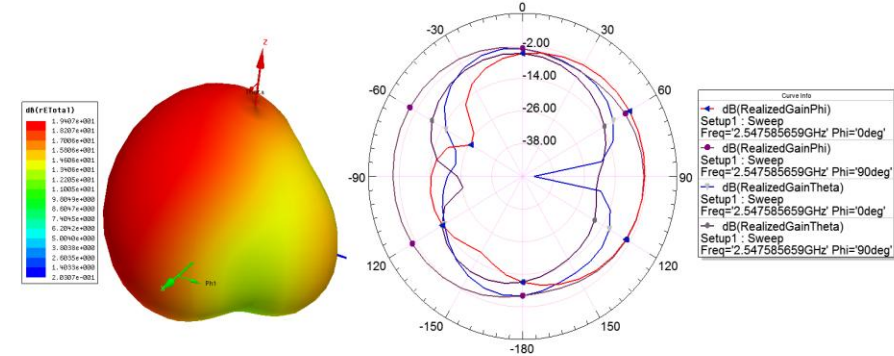 dB(rETotal)
1.9407e+001
1.8207e+001
1.7006e+001
1.5806e+001
1.4606e+001
1.3406e+001
1.2205e+001
1.1005e+001
9.8049e+000
8.6047e+000
7.4045e+000
6.2042e+000
5.0040e+000
3.8038e+000
2.6035e+000
1.4033e+000
2.0307e-001
Z
Phi
0
-30
30
-60
60
-90
90
-120
120
-150
150
-180
-2.00
-14.00
-26.00
-38.00
Curve Info
dB(RealizedGainPhi)
Setup1 : Sweep
Freq='2.547585659GHz' Phi='0deg'
dB(RealizedGainPhi)
Setup1 : Sweep
Freq='2.547585659GHz' Phi='90deg'
dB(RealizedGainTheta)
Setup1 : Sweep
Freq='2.547585659GHz' Phi='0deg'
dB(RealizedGainTheta)
Setup1 : Sweep
Freq='2.547585659GHz' Phi='90deg'